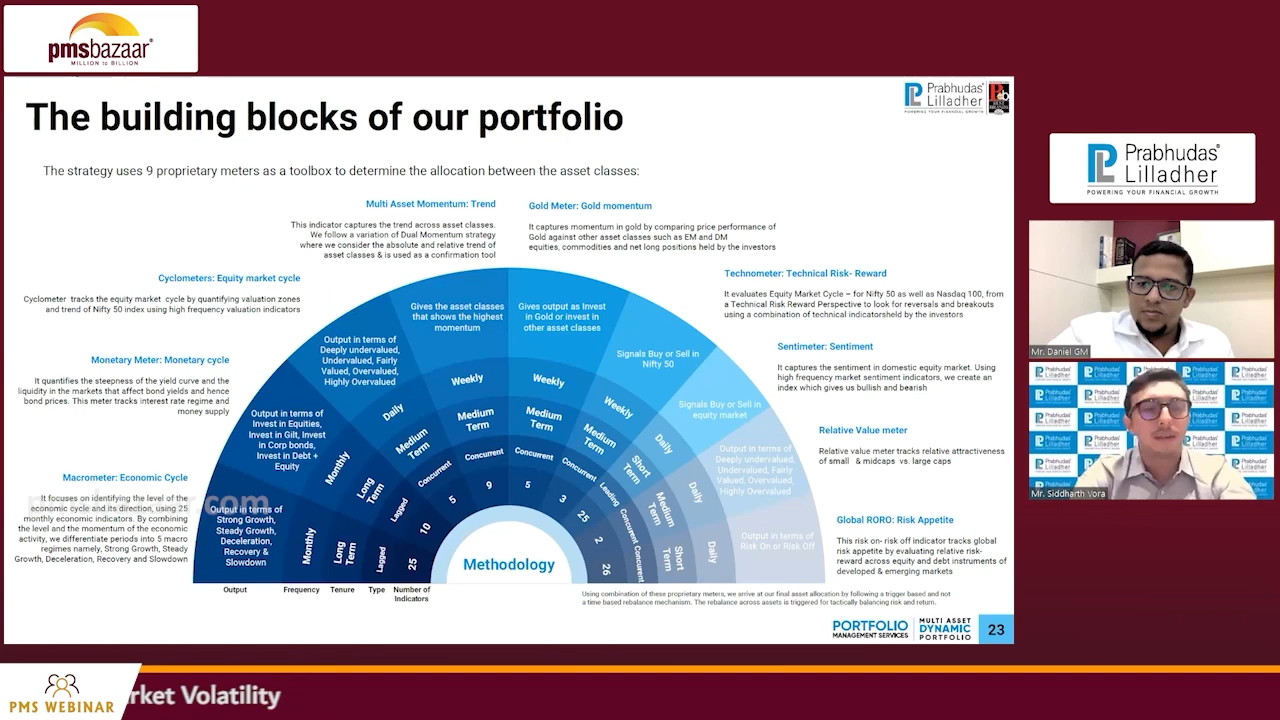 pmsbazaar
MILLION to BILLION
The building blocks of our portfolio
Prabhudas
Lilladher
POWERING YOUR FINANCIAL GROWTH
The strategy uses 9 proprietary meters as a toolbox to determine the allocation between the asset classes:
Multi Asset Momentum: Trend
This indicator captures the trend across asset classes.
We follow a variation of Dual Momentum strategy
where we consider the absolute and relative trend of
asset classes & is used as a confirmation tool
Gold Meter: Gold momentum
It captures momentum in gold by comparing price performance of
Gold against other asset classes such as EM and DM
equities, commodities and net long positions held by the investors
Cyclometers: Equity market cycle
Cyclometer tracks the equity market cycle by quantifying valuation zones
and trend of Nifty 50 index using high frequency valuation indicators
Technometer: Technical Risk- Reward
It evaluates Equity Market Cycle – for Nifty 50 as well as Nasdaq 100, from
a Technical Risk Reward Perspective to look for reversals and breakouts
using a combination of technical indicatorsheld by the investors
Monetary Meter: Monetary cycle
It quantifies the steepness of the yield curve and the
liquidity in the markets that affect bond yields and hence
bond prices. This meter tracks interest rate regime and
money supply
Sentimeter: Sentiment
It captures the sentiment in domestic equity market. Using
high frequency market sentiment indicators, we create an
index which gives us bullish and bearish
Relative Value meter
Relative value meter tracks relative attractiveness
of small & midcaps vs. large caps
Macrometer: Economic Cycle
It focuses on identifying the level of the
economic cycle and its direction, using 25
monthly economic indicators. By combining
the level and the momentum of the economic
activity, we differentiate periods into 5 macro
regimes namely, Strong Growth, Steady
Growth, Deceleration, Recovery and Slowdown
Global RORO: Risk Appetite
This risk on- risk off indicator tracks global
risk appetite by evaluating relative risk-
reward across equity and debt instruments of
developed & emerging markets
Output in terms of
Strong Growth,
Steady Growth,
Deceleration,
Recovery &
Slowdown
Monthly
Long
Term
Lagged
25
Output in terms of
Invest in Equities,
Invest in Gilt, Invest
in Corp bonds,
Invest in Debt +
Equity
Monthly
Long
Term
Lagged
10
Output in terms of
Deeply undervalued,
Undervalued, Fairly
Valued, Overvalued,
Highly Overvalued
Daily
Medium
Term
Concurrent
5
Gives the asset classes
that shows the highest
momentum
Weekly
Medium
Term
Concurrent
9
Gives output as Invest
in Gold or invest in
other asset classes
Weekly
Medium
Term
Concurrent
5
Signals Buy or Sell in
Nifty 50
Weekly
Medium
Term
Concurrent
3
Signals Buy or Sell in
equity market
Daily
Short
Term
Leading
25
Output in terms of
Deeply undervalued,
Undervalued, Fairly
Valued, Overvalued,
Highly Overvalued
Daily
Medium
Term
Concurrent
2
Output in terms of
Risk On or Risk Off
Daily
Short
Term
Concurrent
26
Methodology
Output
Frequency
Tenure
Type
Number of
Indicators
Using combination of these proprietary meters, we arrive at our final asset allocation by following a trigger based and not
a time based rebalance mechanism. The rebalance across assets is triggered for tactically balancing risk and return.
PORTFOLIO
MANAGEMENT SERVICES
MULTI ASSET
DYNAMIC
PORTFOLIO
23
Prabhudas
Lilladher
POWERING YOUR FINANCIAL GROWTH
Mr. Daniel GM
Mr. Siddharth Vora
PMS WEBINAR
rket Volatility